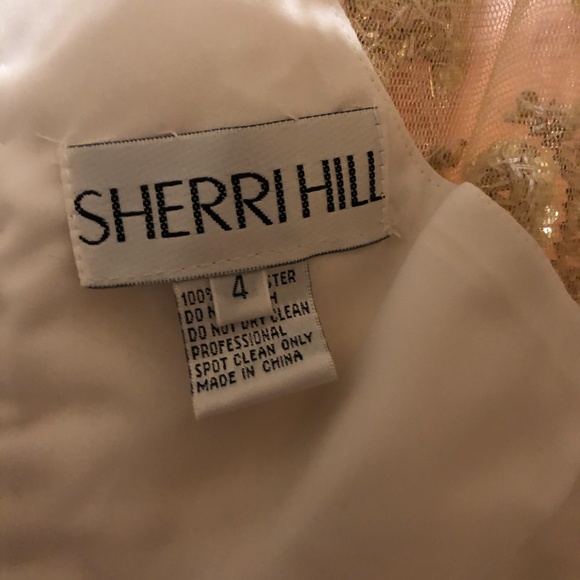 SHERRI HILL
4
100%
DO
DO NOT DRY CLEAN
PROFESSIONAL
SPOT CLEAN ONLY
MADE IN CHINA